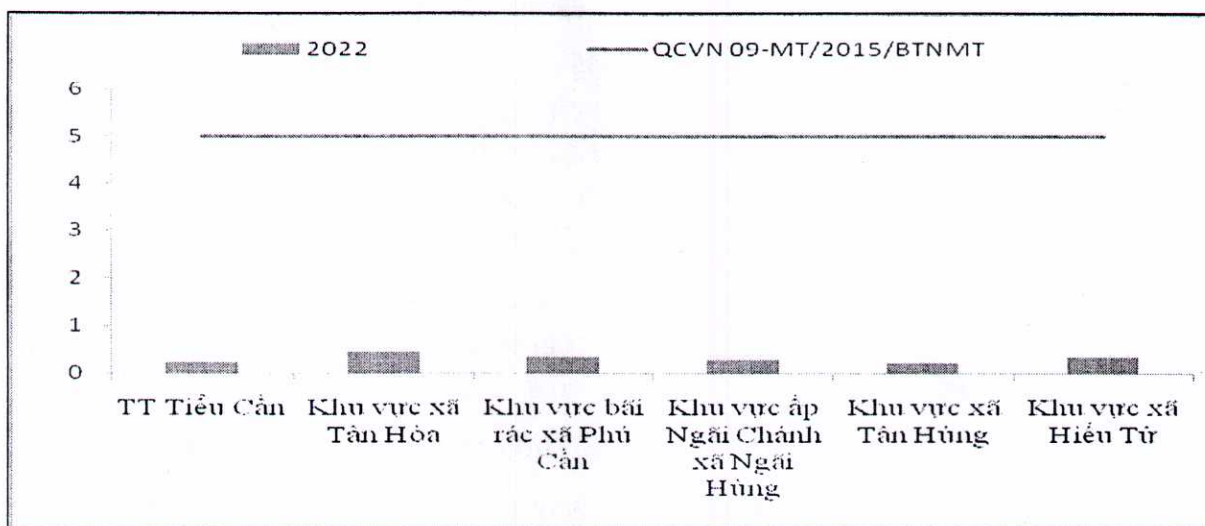 2022 QCVN 09-MT/2015/BTNMT
6
5
4
3
2
1
0
TT Tiểu Cần Khu vực xã Khu vực bãi Khu vực ấp Khu vực xã Khu vực xã
Tân Hòa rác xã Phú Ngãi Chánh Tân Hùng Hiếu Tử
Cần xã Ngãi
Hùng